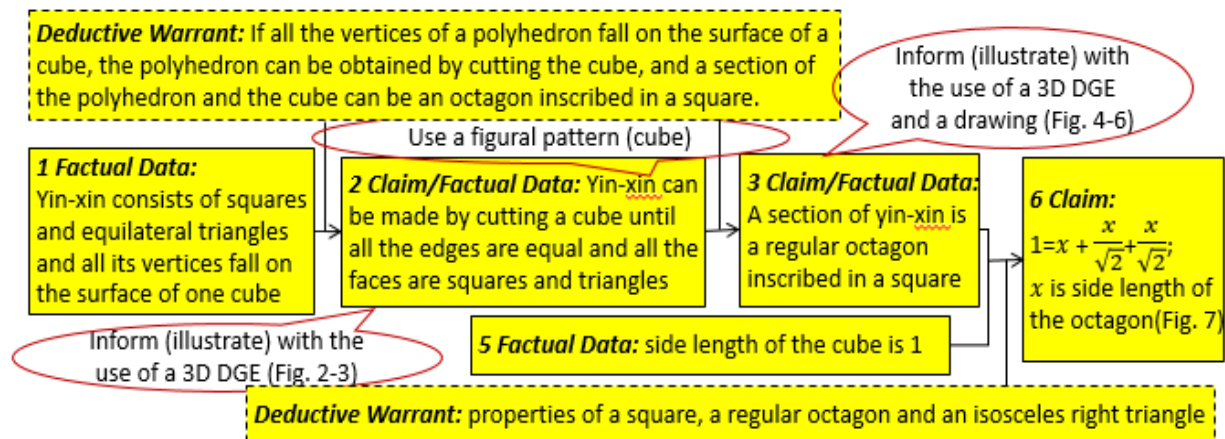 Deductive Warrant: If all the vertices of a polyhedron fall on the surface of a
cube, the polyhedron can be obtained by cutting the cube, and a section of
the polyhedron and the cube can be an octagon inscribed in a square.
Inform (illustrate) with
the use of a 3D DGE
and a drawing (Fig. 4-6)
Use a figural pattern (cube)
1 Factual Data:
Yin-xin consists of squares
and equilateral triangles
and all its vertices fall on
the surface of one cube
2 Claim/Factual Data: Yin-xin can
be made by cutting a cube until
all the edges are equal and all the
faces are squares and triangles
3 Claim/Factual Data:
A section of yin-xin is
a regular octagon
inscribed in a square
6 Claim:
1=x + x/√2 + x/√2;
x is side length of
the octagon(Fig. 7)
Inform (illustrate) with the
use of a 3D DGE (Fig. 2-3)
5 Factual Data: side length of the cube is 1
Deductive Warrant: properties of a square, a regular octagon and an isosceles right triangle